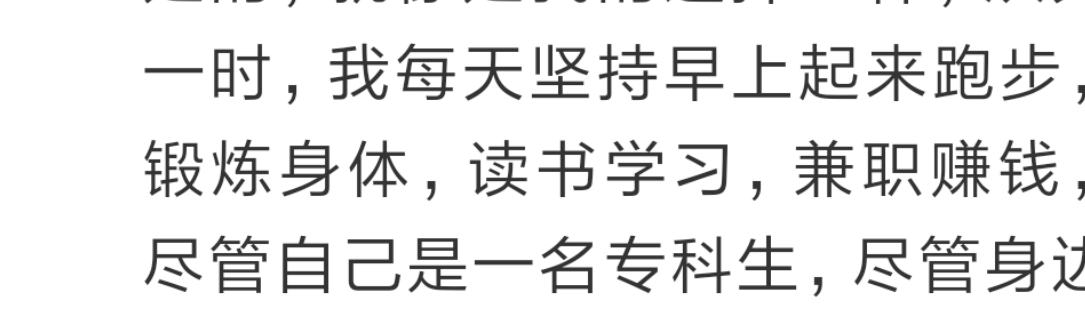 一时，我每天坚持早上起来跑步，
锻炼身体，读书学习，兼职赚钱，
尽管自己是一名专科生，尽管身边